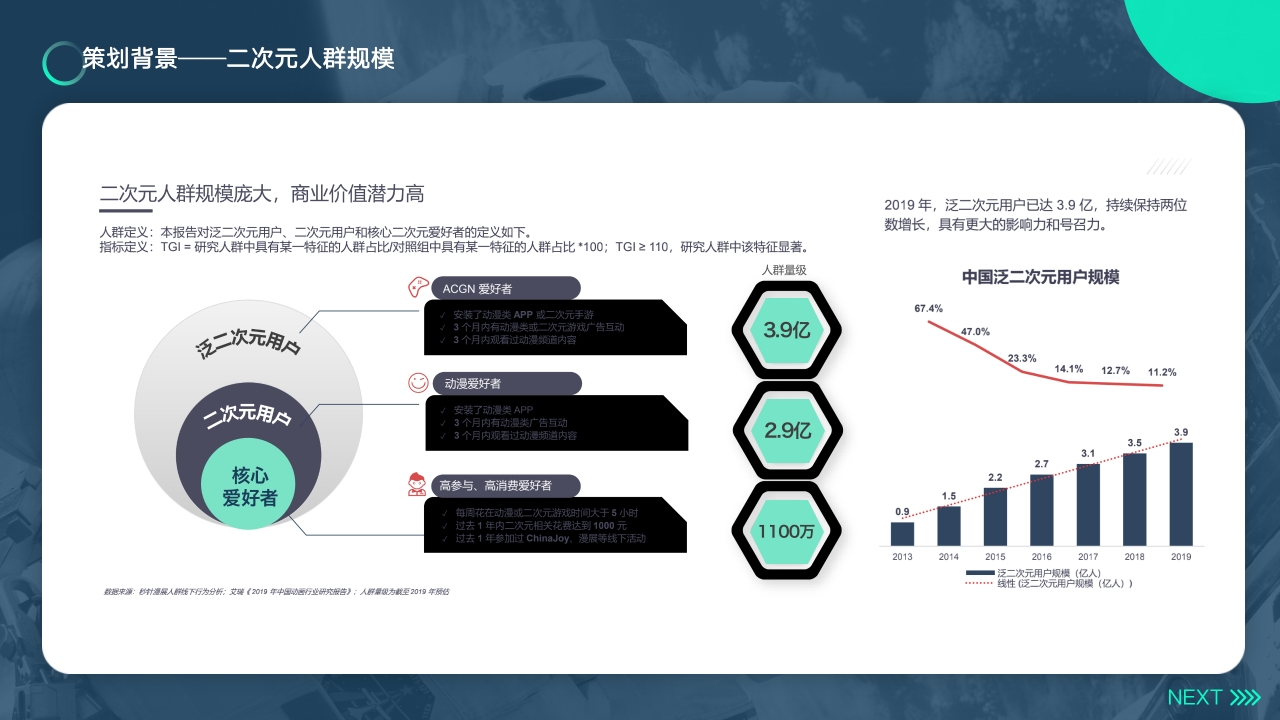 策划背景——二次元人群规模
二次元人群规模庞大，商业价值潜力高
人群定义：本报告对泛二次元用户、二次元用户和核心二次元爱好者的定义如下。
指标定义：TGI = 研究人群中具有某一特征的人群占比/对照组中具有某一特征的人群占比 *100；TGI ≥ 110，研究人群中该特征显著。
泛二次元用户
二次元用户
核心
爱好者
ACGN 爱好者
✓ 安装了动漫类 APP 或二次元手游
✓ 3 个月内有动漫类或二次元游戏广告互动
✓ 3 个月内观看过动漫频道内容
动漫爱好者
✓ 安装了动漫类 APP
✓ 3 个月内有动漫类广告互动
✓ 3 个月内观看过动漫频道内容
高参与、高消费爱好者
✓ 每周花在动漫或二次元游戏时间大于 5 小时
✓ 过去 1 年内二次元相关花费达到 1000 元
✓ 过去 1 年参加过 ChinaJoy、漫展等线下活动
人群量级
3.9亿
2.9亿
1100万
数据来源：秒针漫展人群线下行为分析；艾瑞《2019 年中国动画行业研究报告》；人群量级为截至 2019 年预估
2019 年，泛二次元用户已达 3.9 亿，持续保持两位
数增长，具有更大的影响力和号召力。
中国泛二次元用户规模
67.4%
47.0%
23.3%
14.1%
12.7%
11.2%
0.9
1.5
2.2
2.7
3.1
3.5
3.9
2013 2014 2015 2016 2017 2018 2019
泛二次元用户规模（亿人）
线性 (泛二次元用户规模（亿人）)
NEXT